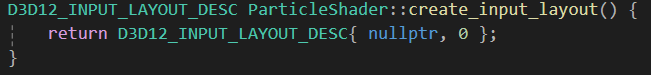 D3D12_INPUT_LAYOUT_DESC ParticleShader::create_input_layout() {
    return D3D12_INPUT_LAYOUT_DESC{ nullptr, 0 };
}